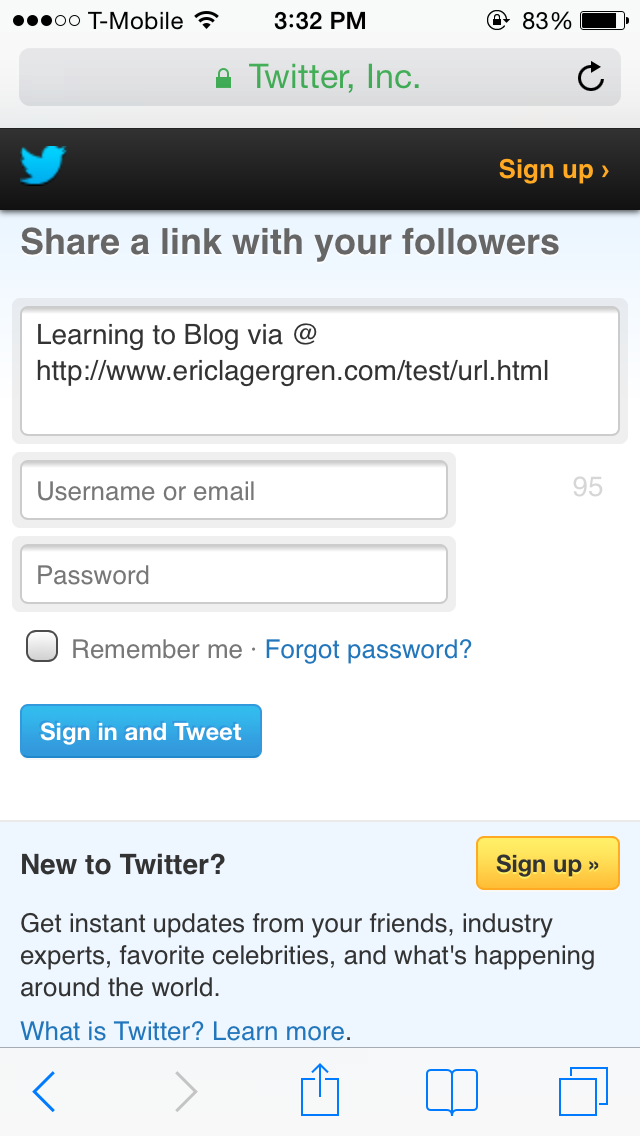 T-Mobile 3:32 PM 83%
Twitter, Inc.
Sign up ›
Share a link with your followers
Learning to Blog via @
http://www.ericlagergren.com/test/url.html
Username or email
95
Password
Remember me · Forgot password?
Sign in and Tweet
New to Twitter?
Sign up »
Get instant updates from your friends, industry
experts, favorite celebrities, and what's happening
around the world.
What is Twitter? Learn more.